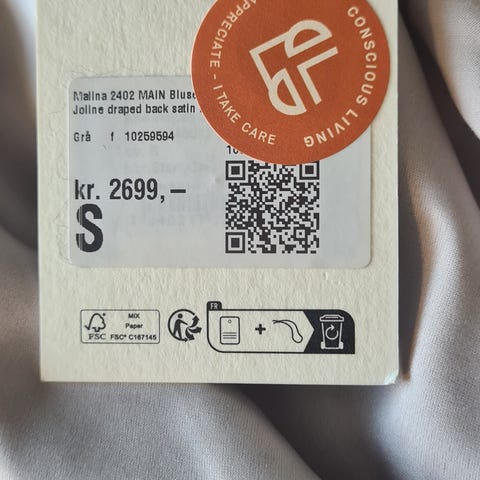 CONSCIOUS LIVING
APPRECIATE - I TAKE CARE
Malina 2402 MAIN
Joline draped back satin
Grå f 10259594
kr. 2699,–
S
FR
MIX
Paper
FSC FSC® C167145